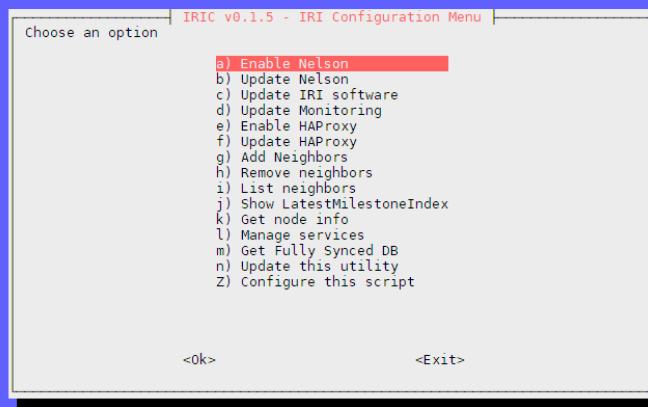 IRIC v0.1.5 - IRI Configuration Menu
Choose an option
a) Enable Nelson
b) Update Nelson
c) Update IRI software
d) Update Monitoring
e) Enable HAProxy
f) Update HAProxy
g) Add Neighbors
h) Remove neighbors
i) List neighbors
j) Show LatestMilestoneIndex
k) Get node info
l) Manage services
m) Get Fully Synced DB
n) Update this utility
Z) Configure this script
<Ok> <Exit>